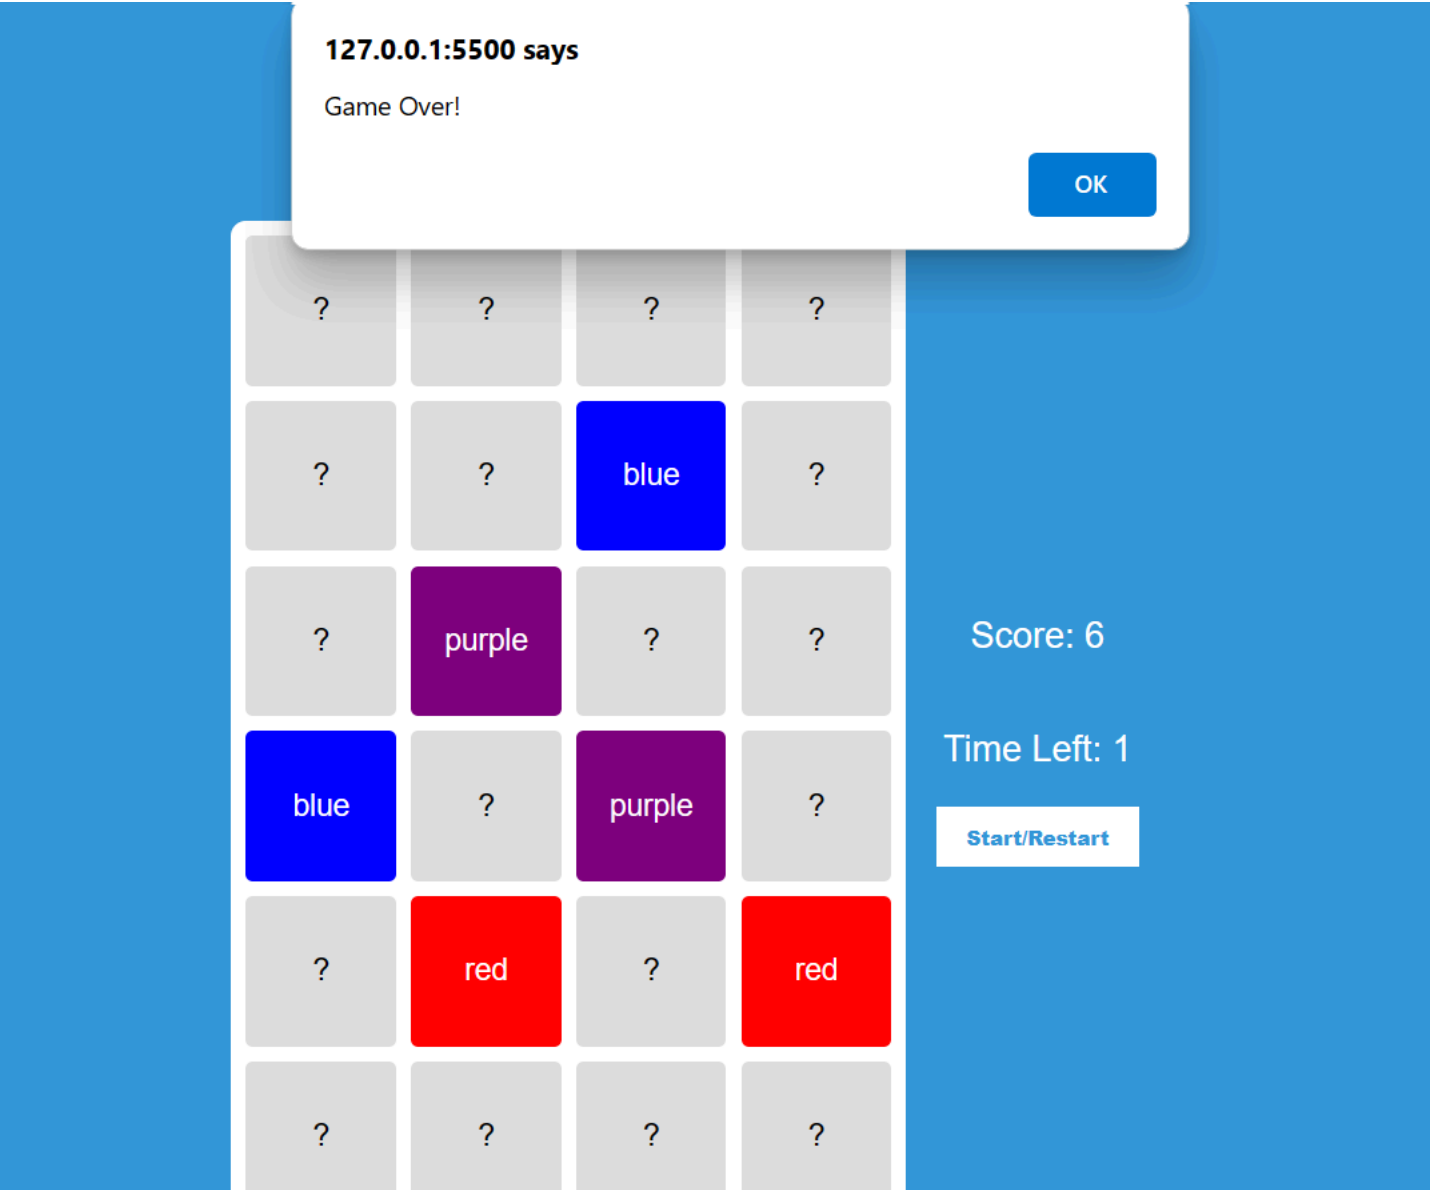 127.0.0.1:5500 says
Game Over!
OK
? ? ? ?
? ? blue ?
? purple ? ?
blue ? purple ?
? red ? red
? ? ? ?
Score: 6
Time Left: 1
Start/Restart